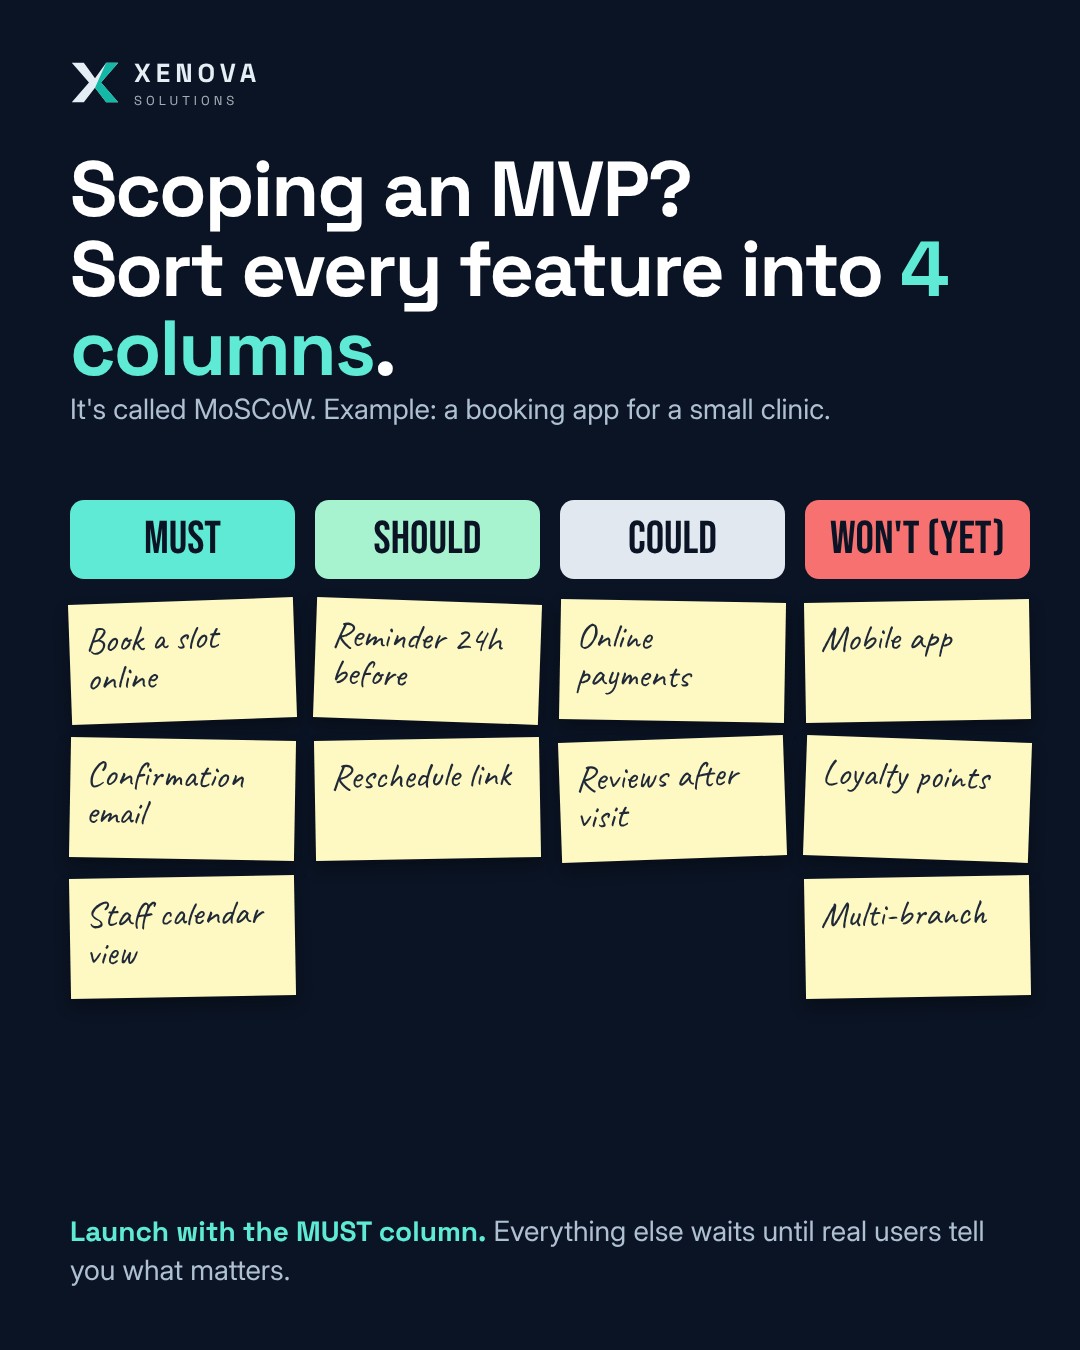 XENOVA
SOLUTIONS
Scoping an MVP?
Sort every feature into 4
columns.
It's called MoSCoW. Example: a booking app for a small clinic.
MUST
SHOULD
COULD
WON'T (YET)
Book a slot
online
Reminder 24h
before
Online
payments
Mobile app
Confirmation
email
Reschedule link
Reviews after
visit
Loyalty points
Staff calendar
view
Multi-branch
Launch with the MUST column. Everything else waits until real users tell
you what matters.